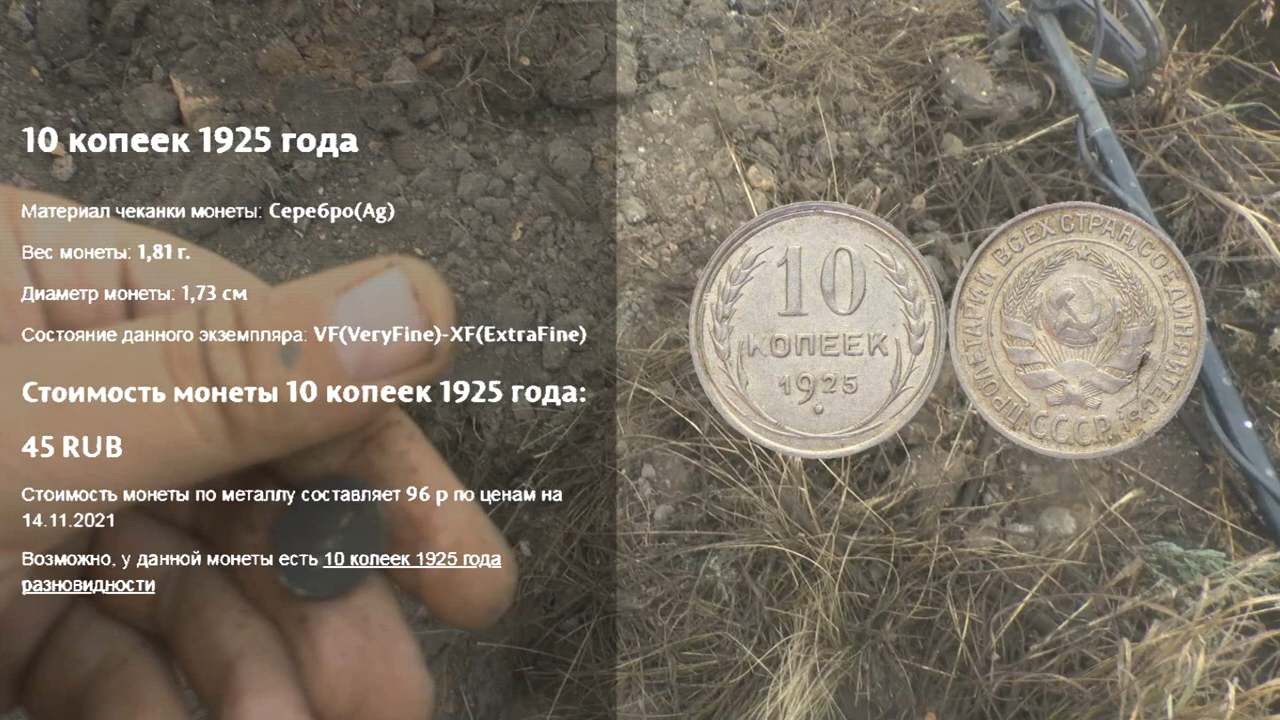 10 копеек 1925 года
Материал чеканки монеты: Серебро(Ag)
Вес монеты: 1,81 г.
Диаметр монеты: 1,73 см
Состояние данного экземпляра: VF(VeryFine)-XF(ExtraFine)
Стоимость монеты 10 копеек 1925 года:
45 RUB
Стоимость монеты по металлу составляет 96 р по ценам на
14.11.2021
Возможно, у данной монеты есть 10 копеек 1925 года
разновидности
10
КОПЕЕК
1925
ПРОЛЕТАРИИ ВСЕХ СТРАН, СОЕДИНЯЙТЕСЬ!
СССР